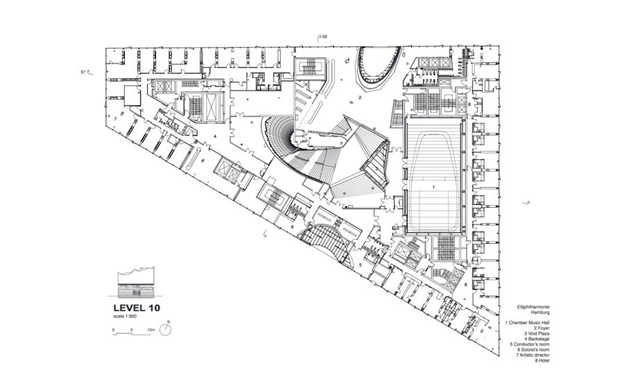 LEVEL 10
scale 1:500
0 5 10m
N
Elbphilharmonie
Hamburg
1 Chamber Music Hall
2 Foyer
3 Void Plaza
4 Backstage
5 Conductor's room
6 Soloist's room
7 Artistic director
8 Hotel